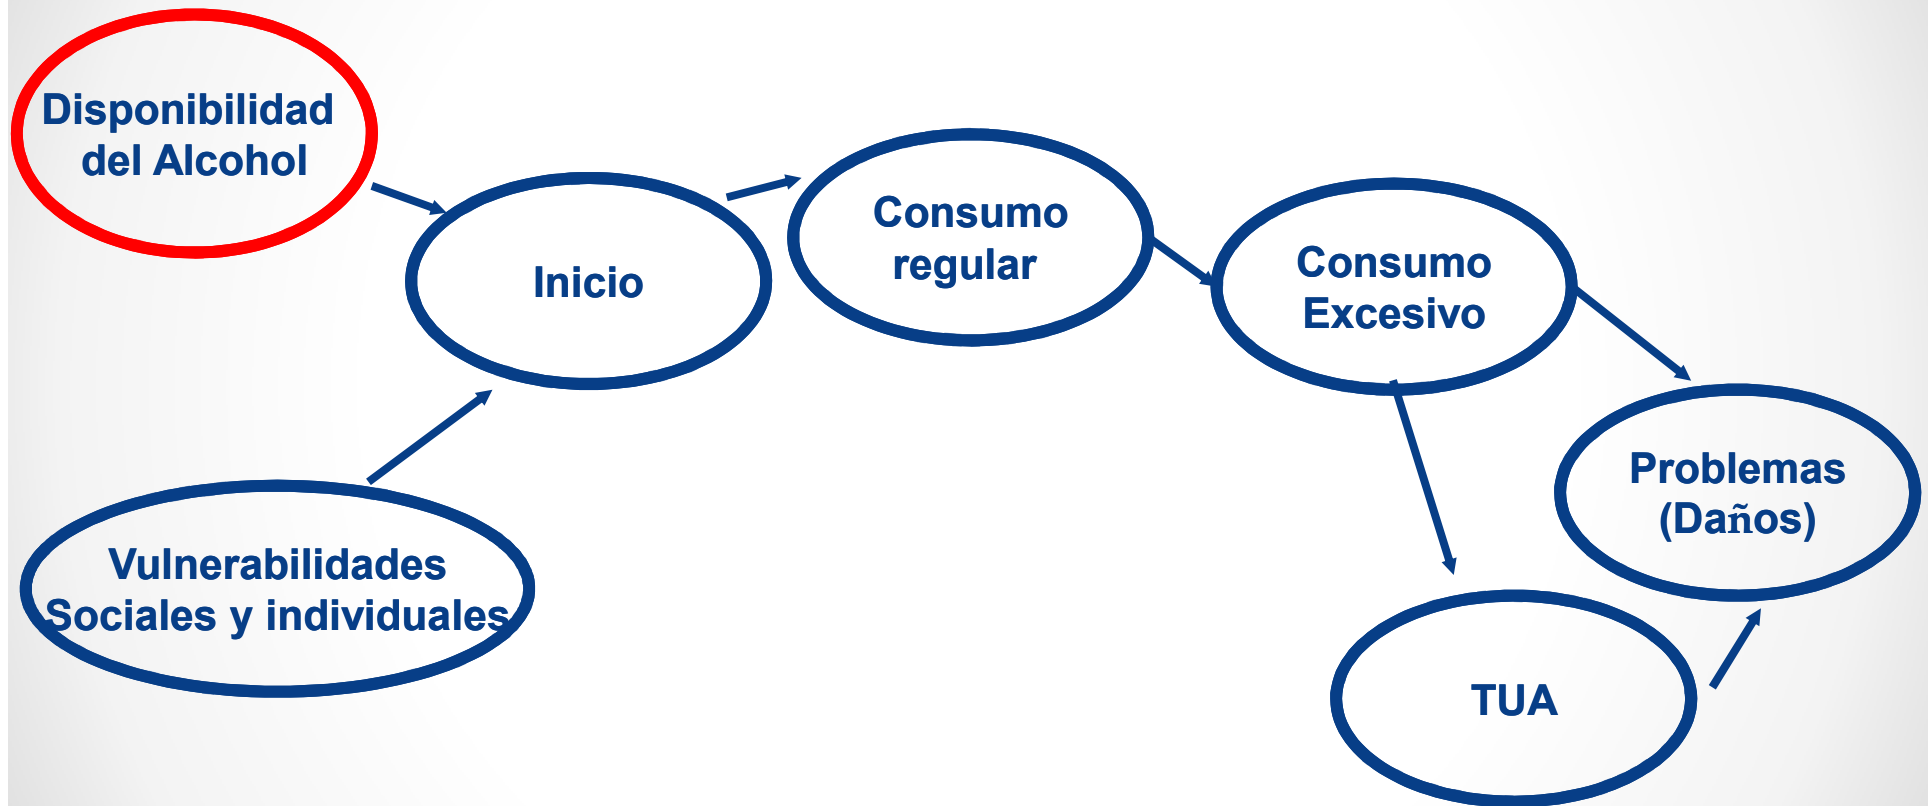 Disponibilidad
del Alcohol
Inicio
Consumo
regular
Consumo
Excesivo
Problemas
(Daños)
Vulnerabilidades
Sociales y individuales
TUA